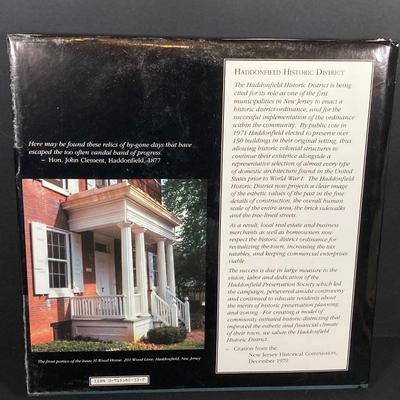 HADDONFIELD HISTORIC DISTRICT
The Haddonfield Historic District is being
cited for its role as one of the first
municipalities in New Jersey to enact a
historic district ordinance, and for the
successful implementation of the ordinance
within the community. By public vote in
1971 Haddonfield elected to preserve over
350 buildings in their original setting, thus
allowing historic colonial structures to
continue their existence alongside a
representative selection of almost every type
of domestic architecture found in the United
States prior to World War I. The Haddonfield
Historic District now projects a clear image
of the esthetic values of the past in the fine
details of construction, the overall human
scale of the entire area, the brick sidewalks
and the tree-lined streets.
As a result, local real estate and business
merchants as well as homeowners now
respect the historic district ordinance for
revitalizing the town, increasing the tax
ratables, and keeping commercial enterprises
viable.
The success is due in large measure to the
vision, labor and dedication of the
Haddonfield Preservation Society which led
the campaign, persevered amidst controversy
and continued to educate residents about
the merits of historic preservation planning
and zoning. For creating a model of
community-initiated historic districting that
improved the esthetic and financial climate
of their town, we salute the Haddonfield
Historic District.
– Citation from the
New Jersey Historical Commission,
December 1979.
Here may be found these relics of by-gone days that have
escaped the too often vandal hand of progress.
– Hon. John Clement, Haddonfield, 1877
The front portico of the Isaac H Wood House. 201 Wood Lane, Haddonfield, New Jersey